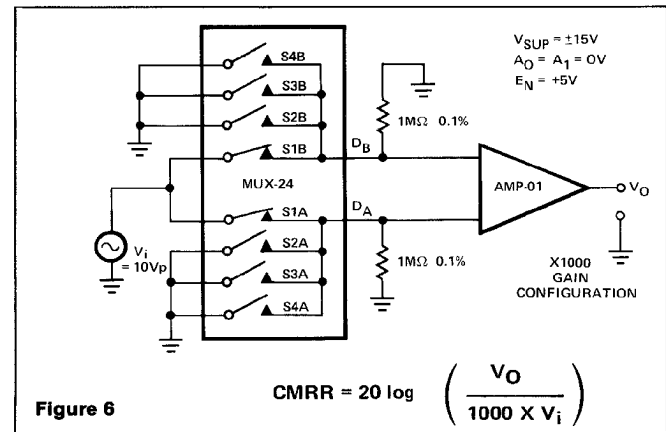 V_SUP = ±15V
A_O = A_1 = 0V
E_N = +5V
S4B
S3B
S2B
S1B
1MΩ 0.1%
D_B
MUX-24
AMP-01
V_O
D_A
S1A
S2A
S3A
S4A
V_i
= 10Vp
1MΩ 0.1%
X1000
GAIN
CONFIGURATION
CMRR = 20 log ( V_O / 1000 X V_i )
Figure 6